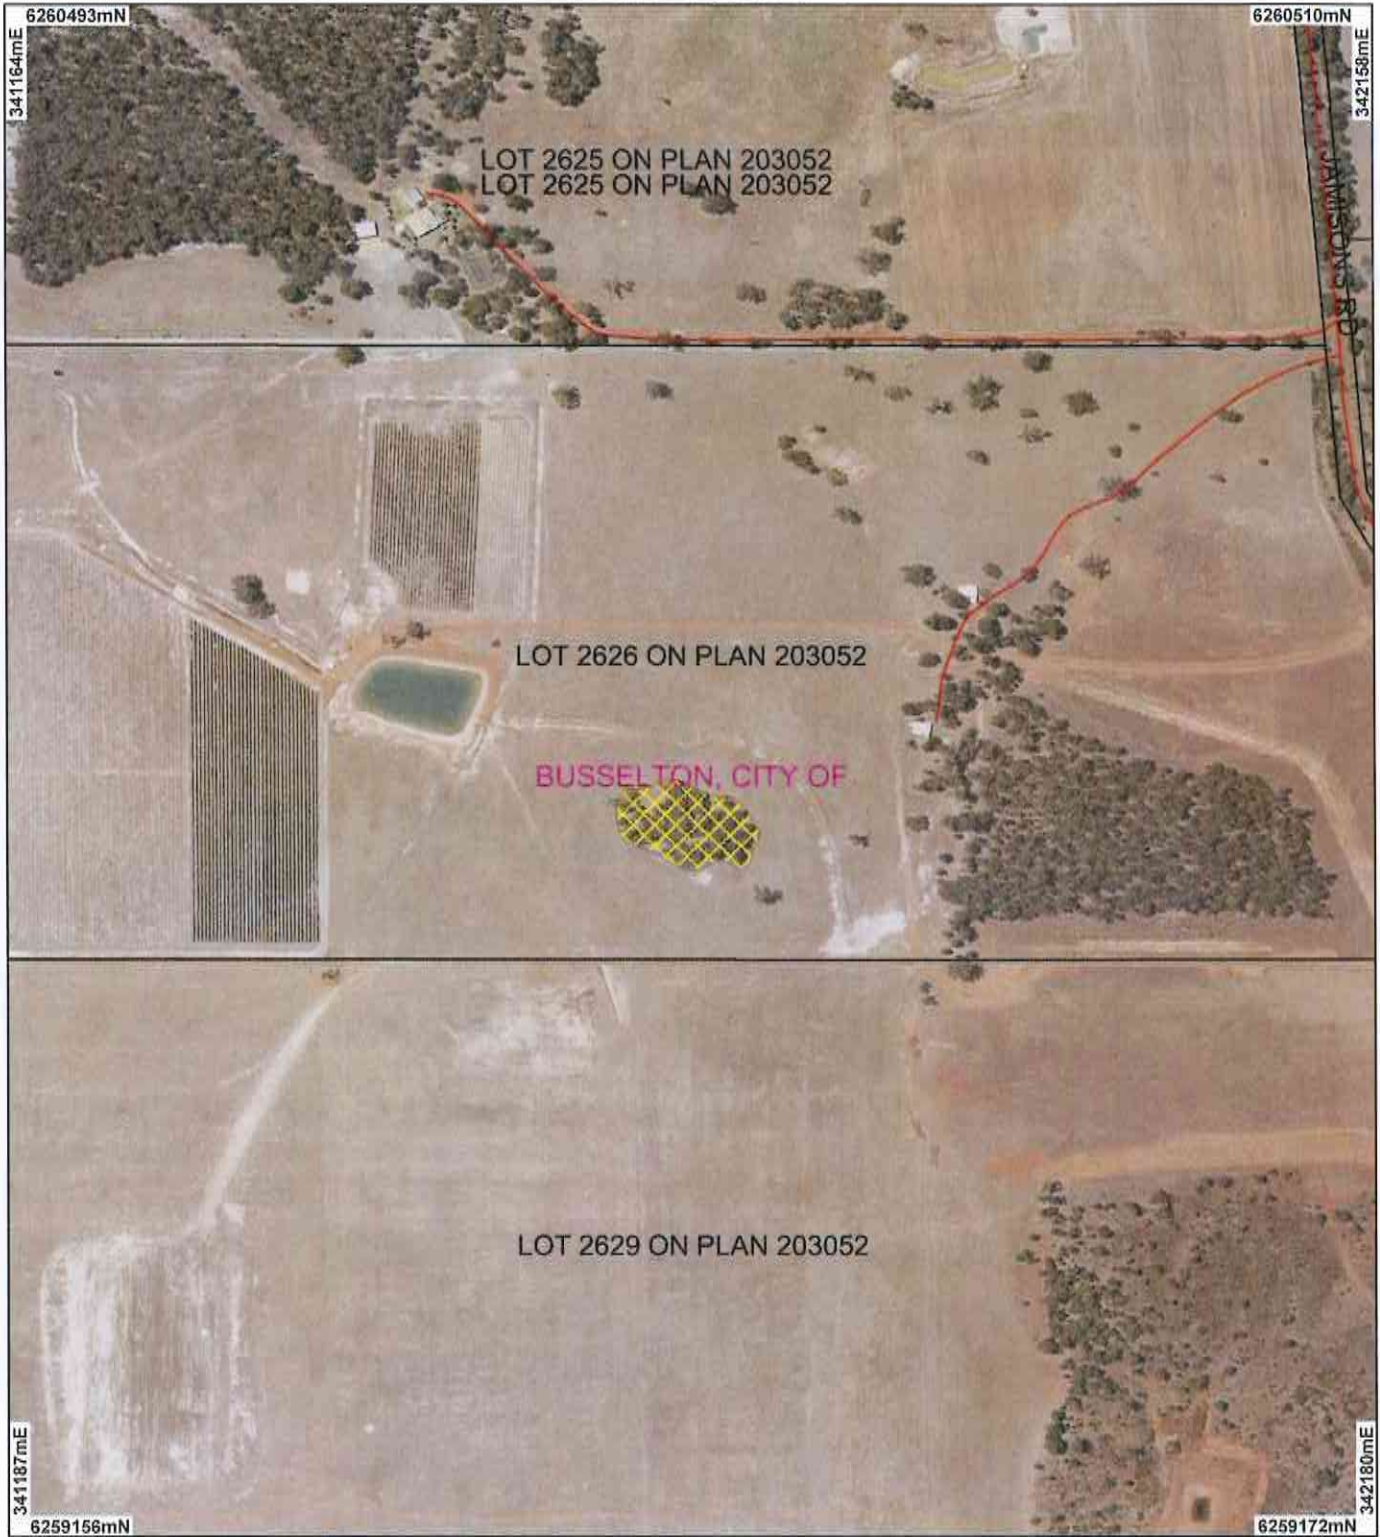 6260493mN
6260510mN
341164mE
342158mE
LOT 2625 ON PLAN 203052
LOT 2625 ON PLAN 203052
JAMISONS RD
LOT 2626 ON PLAN 203052
BUSSELTON, CITY OF
LOT 2629 ON PLAN 203052
341187mE
342180mE
6259156mN
6259172mN